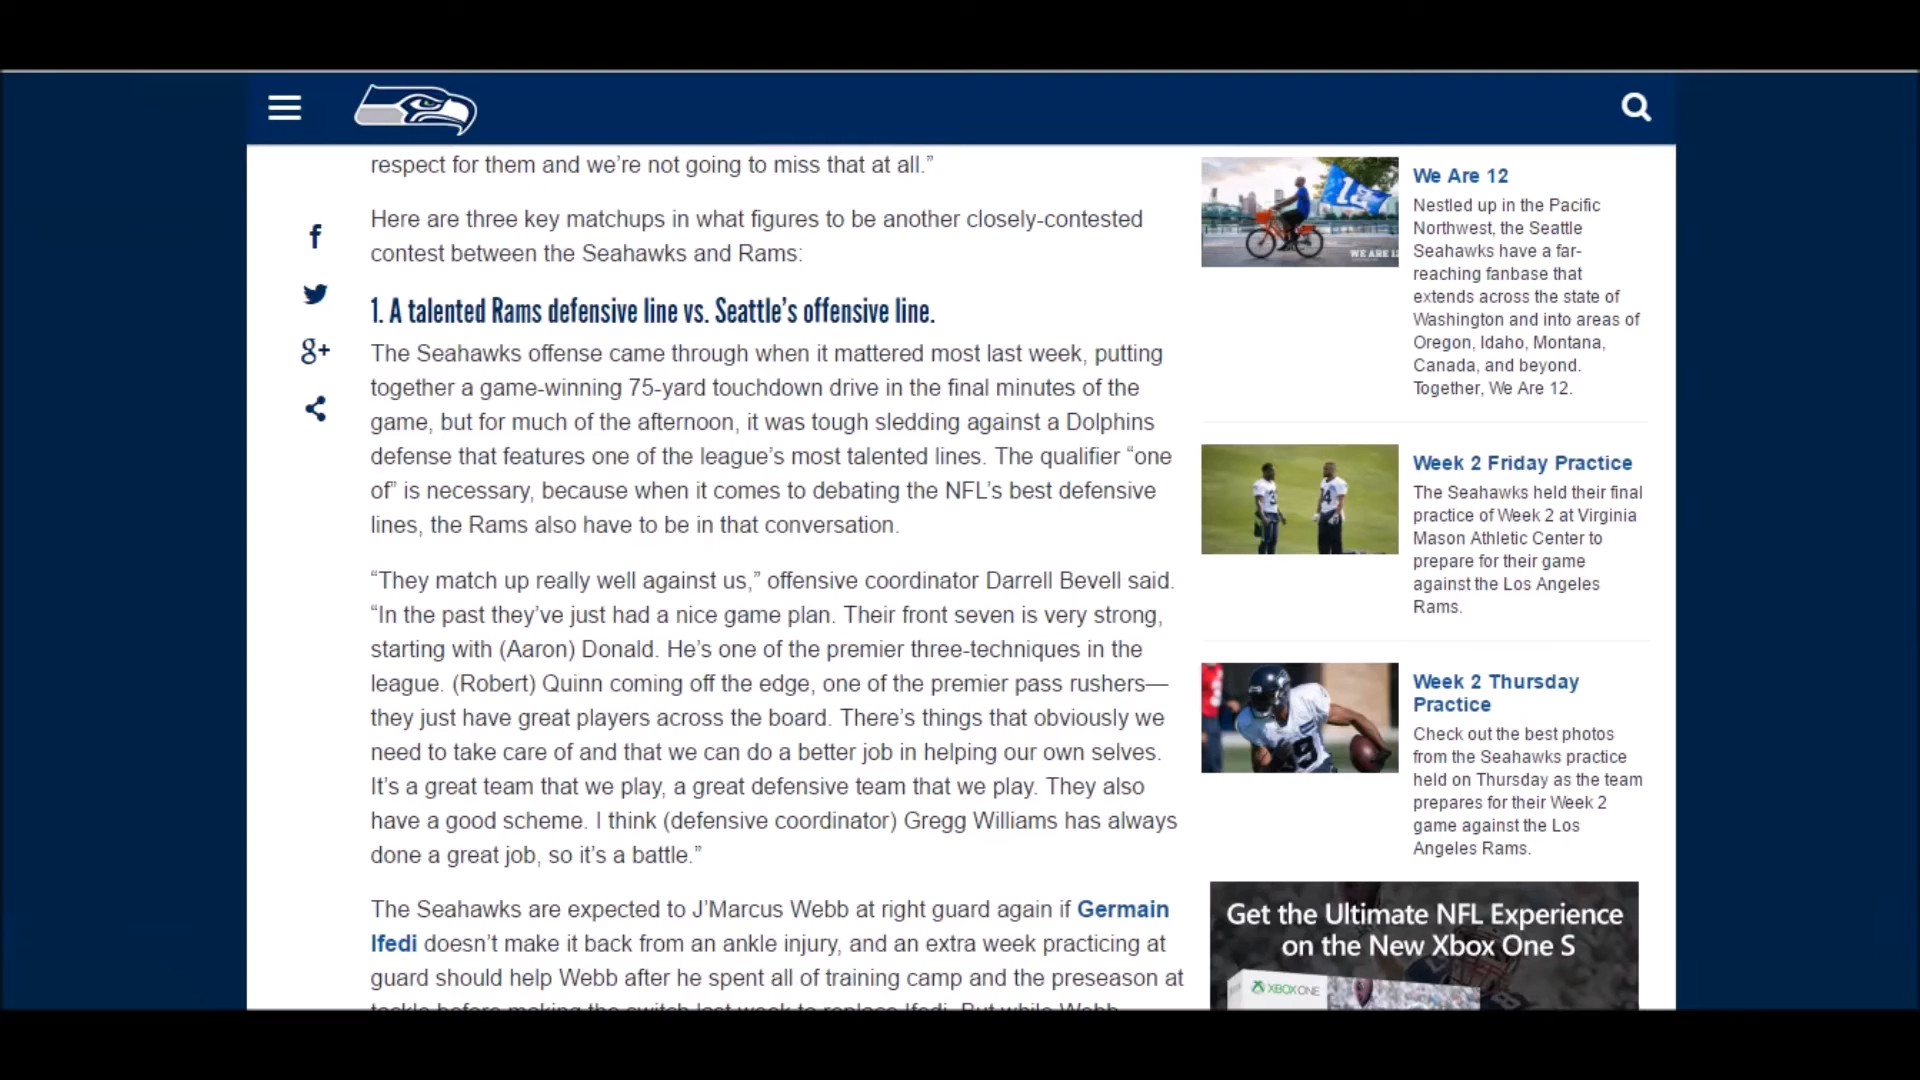 respect for them and we’re not going to miss that at all.”
Here are three key matchups in what figures to be another closely-contested
contest between the Seahawks and Rams:
1. A talented Rams defensive line vs. Seattle’s offensive line.
The Seahawks offense came through when it mattered most last week, putting
together a game-winning 75-yard touchdown drive in the final minutes of the
game, but for much of the afternoon, it was tough sledding against a Dolphins
defense that features one of the league’s most talented lines. The qualifier “one
of” is necessary, because when it comes to debating the NFL’s best defensive
lines, the Rams also have to be in that conversation.
“They match up really well against us,” offensive coordinator Darrell Bevell said.
“In the past they’ve just had a nice game plan. Their front seven is very strong,
starting with (Aaron) Donald. He’s one of the premier three-techniques in the
league. (Robert) Quinn coming off the edge, one of the premier pass rushers—
they just have great players across the board. There’s things that obviously we
need to take care of and that we can do a better job in helping our own selves.
It’s a great team that we play, a great defensive team that we play. They also
have a good scheme. I think (defensive coordinator) Gregg Williams has always
done a great job, so it’s a battle.”
The Seahawks are expected to J’Marcus Webb at right guard again if Germain
Ifedi doesn’t make it back from an ankle injury, and an extra week practicing at
guard should help Webb after he spent all of training camp and the preseason at
tackle before making the switch last week to replace Ifedi. But while Webb
f
g+
12
WE ARE 12
We Are 12
Nestled up in the Pacific
Northwest, the Seattle
Seahawks have a far-
reaching fanbase that
extends across the state of
Washington and into areas of
Oregon, Idaho, Montana,
Canada, and beyond.
Together, We Are 12.
Week 2 Friday Practice
The Seahawks held their final
practice of Week 2 at Virginia
Mason Athletic Center to
prepare for their game
against the Los Angeles
Rams.
Week 2 Thursday
Practice
Check out the best photos
from the Seahawks practice
held on Thursday as the team
prepares for their Week 2
game against the Los
Angeles Rams.
Get the Ultimate NFL Experience
on the New Xbox One S
XBOX ONE